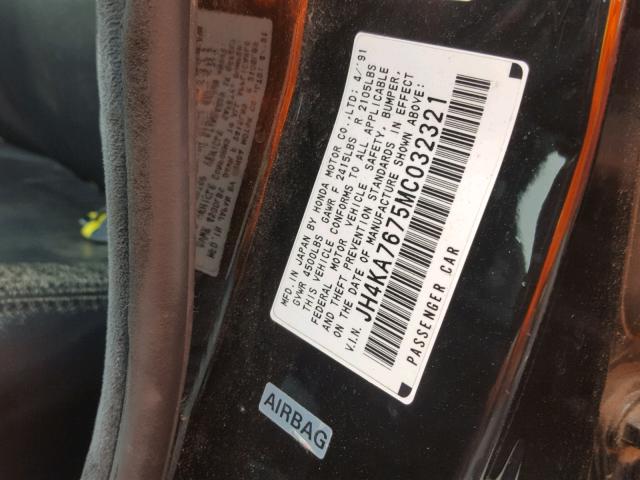 MFD. IN JAPAN BY HONDA MOTOR CO.,LTD: 4/'91
GVWR 4500LBS GAWR F 2415LBS R 2105LBS
THIS VEHICLE CONFORMS TO ALL APPLICABLE
FEDERAL MOTOR VEHICLE SAFETY, BUMPER,
AND THEFT PREVENTION STANDARDS IN EFFECT
ON THE DATE OF MANUFACTURE SHOWN ABOVE:
V.I.N. JH4KA7675MC032321
PASSENGER CAR
AIRBAG